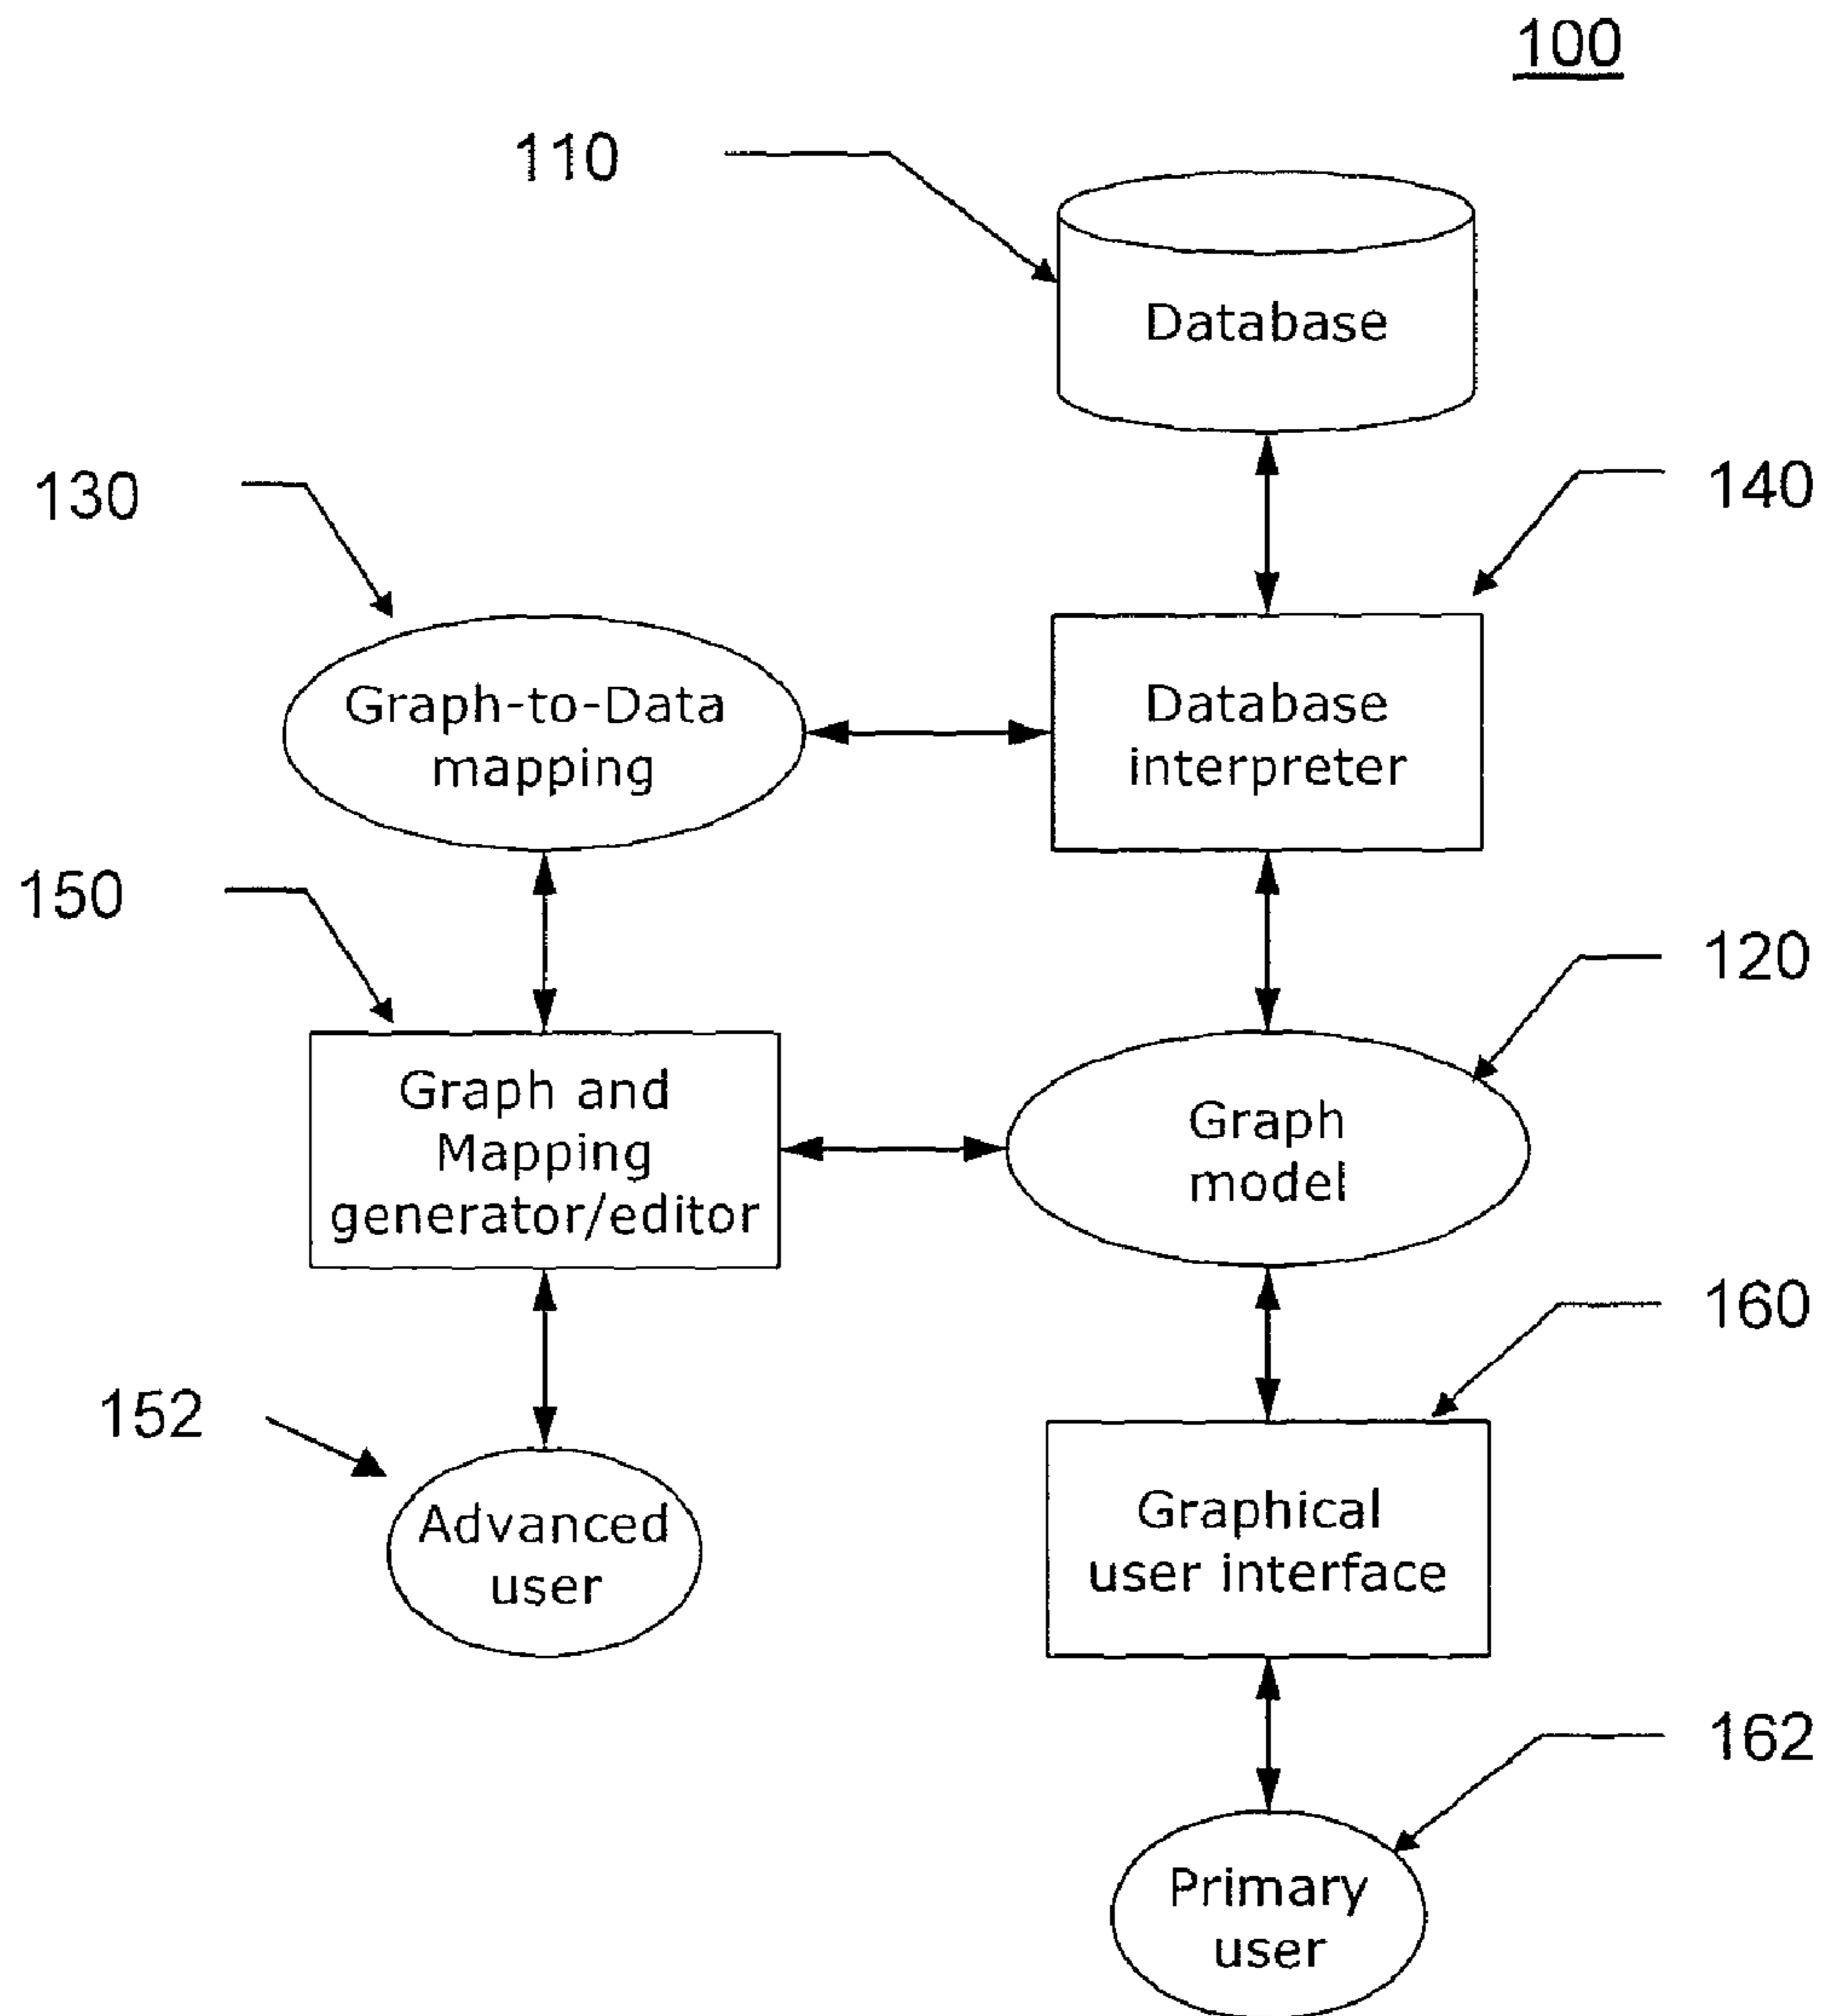 100
110
Database
130
140
Graph-to-Data
mapping
Database
interpreter
150
120
Graph and
Mapping
generator/editor
Graph
model
160
152
Advanced
user
Graphical
user interface
162
Primary
user